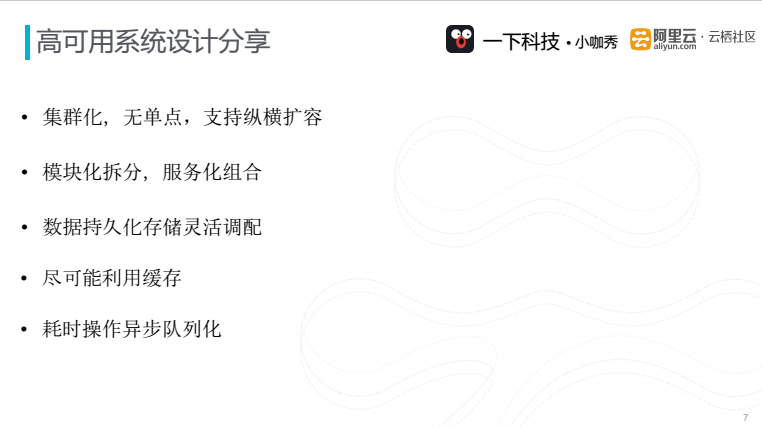 高可用系统设计分享
一下科技 • 小咖秀
阿里云 · 云栖社区
aliyun.com
• 集群化，无单点，支持纵横扩容
• 模块化拆分，服务化组合
• 数据持久化存储灵活调配
• 尽可能利用缓存
• 耗时操作异步队列化
7